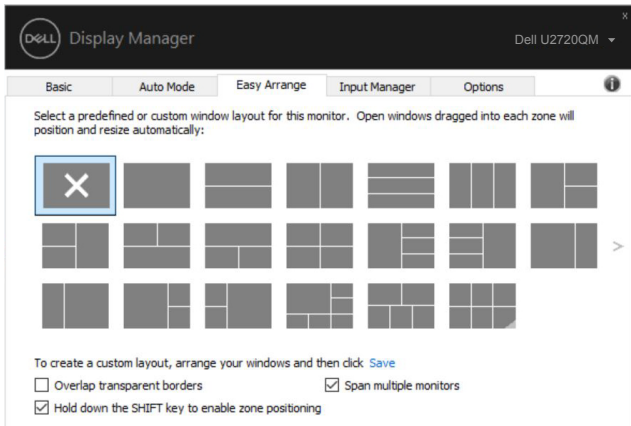 DELL Display Manager
x
Dell U2720QM
Basic Auto Mode Easy Arrange Input Manager Options
Select a predefined or custom window layout for this monitor. Open windows dragged into each zone will
position and resize automatically:
To create a custom layout, arrange your windows and then click Save
Overlap transparent borders Span multiple monitors
Hold down the SHIFT key to enable zone positioning